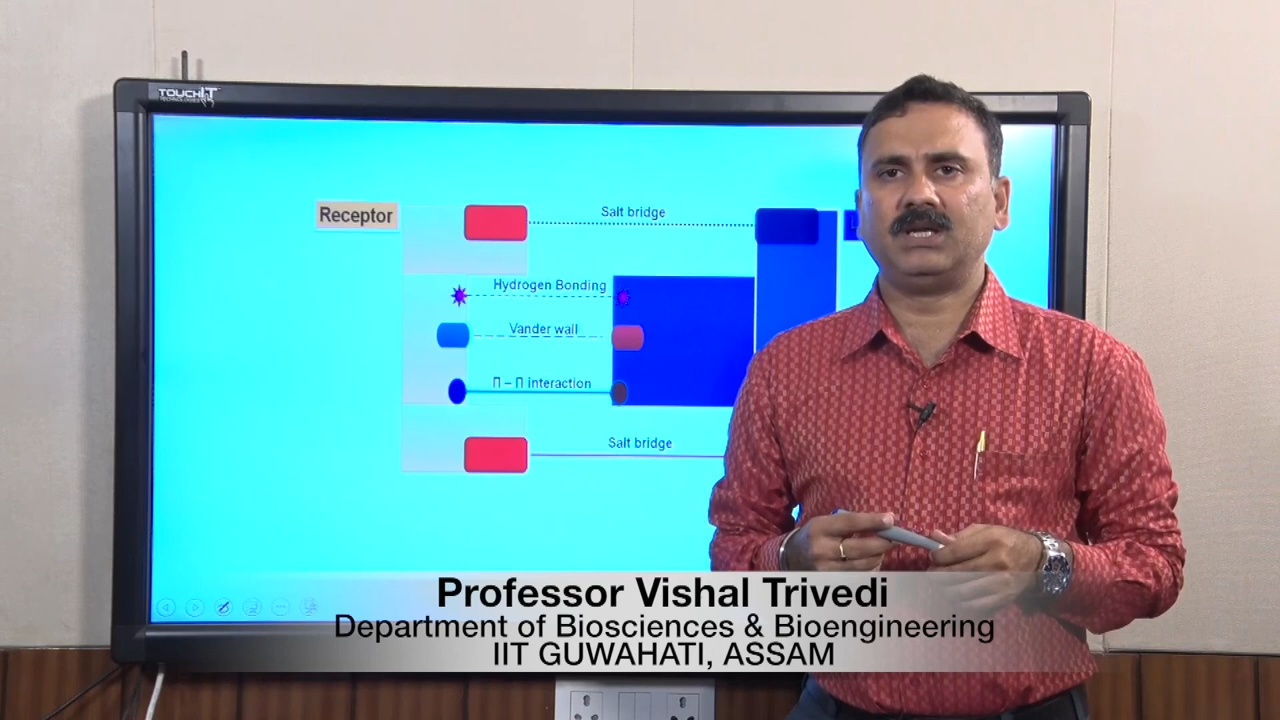 TOUCHIT
TECHNOLOGIES
Receptor
Salt bridge
Hydrogen Bonding
Vander wall
Π – Π interaction
Salt bridge
Professor Vishal Trivedi
Department of Biosciences & Bioengineering
IIT GUWAHATI, ASSAM